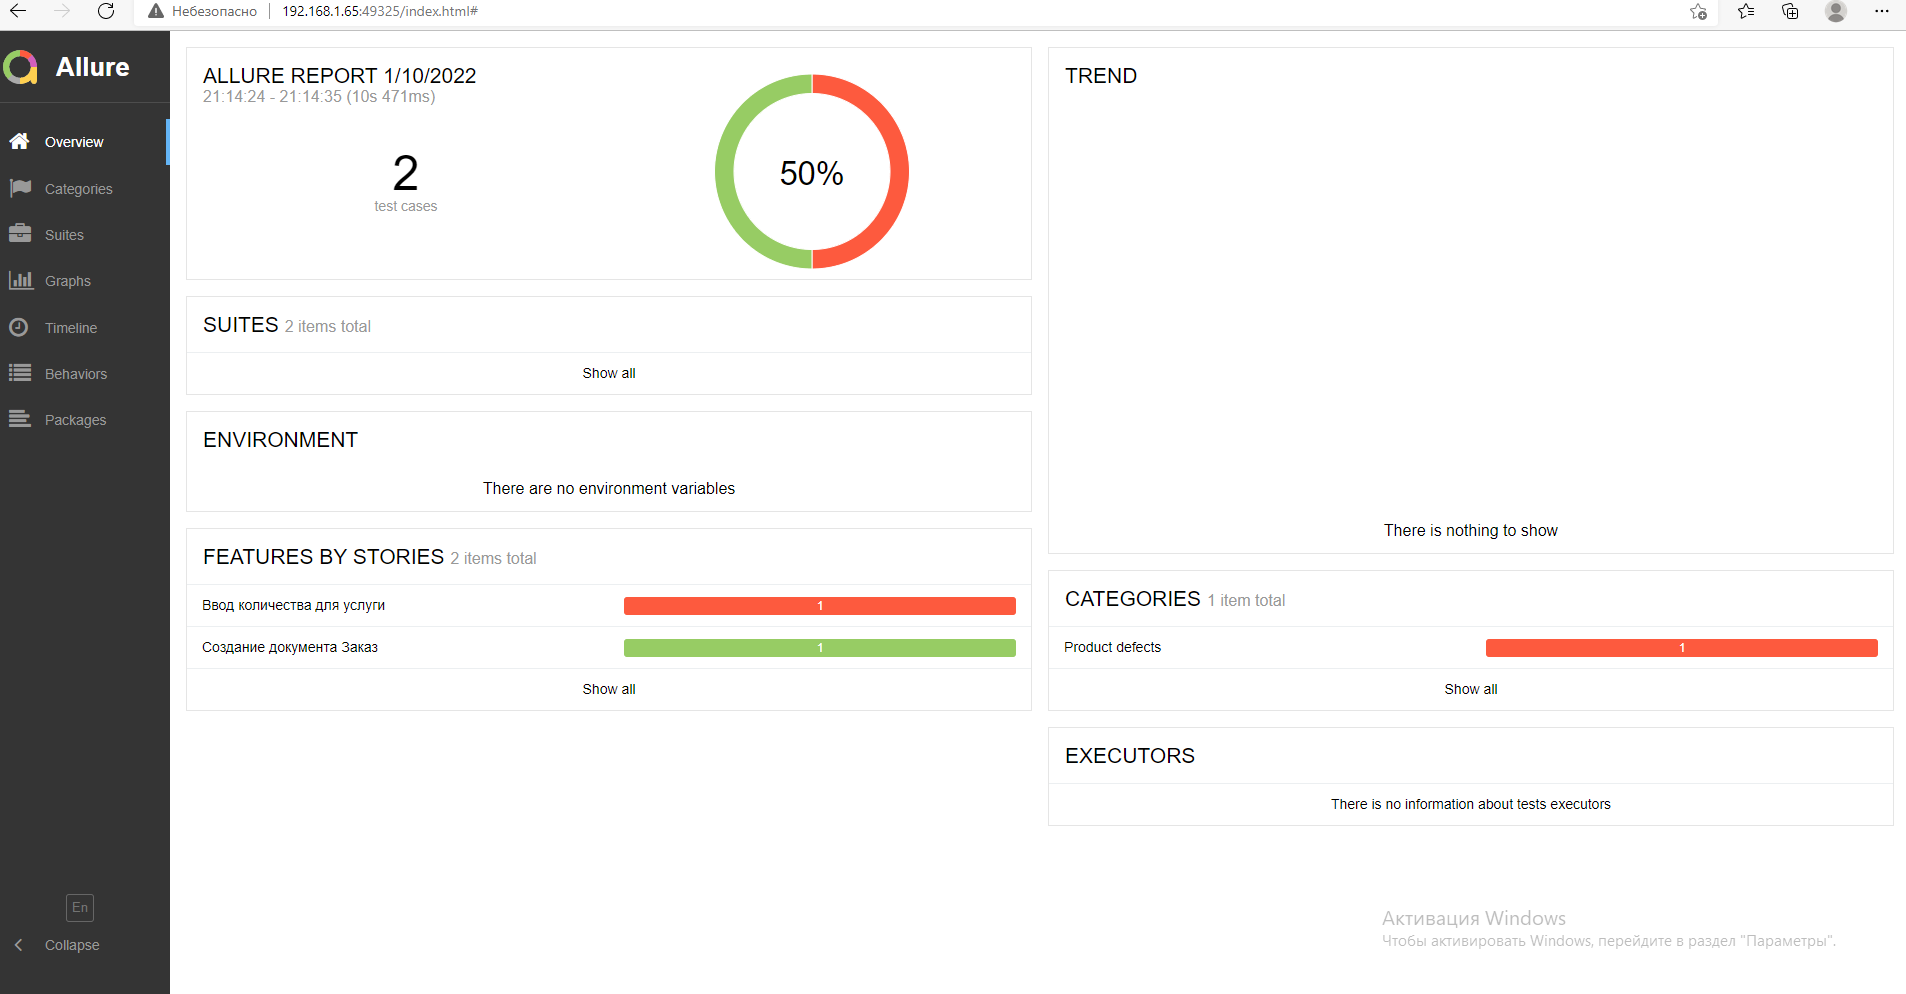 Небезопасно 192.168.1.65:49325/index.html#
Allure
Overview
Categories
Suites
Graphs
Timeline
Behaviors
Packages
En
Collapse
ALLURE REPORT 1/10/2022
21:14:24 - 21:14:35 (10s 471ms)
2
test cases
50%
SUITES 2 items total
Show all
ENVIRONMENT
There are no environment variables
FEATURES BY STORIES 2 items total
Ввод количества для услуги 1
Создание документа Заказ 1
Show all
TREND
There is nothing to show
CATEGORIES 1 item total
Product defects 1
Show all
EXECUTORS
There is no information about tests executors
Активация Windows
Чтобы активировать Windows, перейдите в раздел "Параметры".